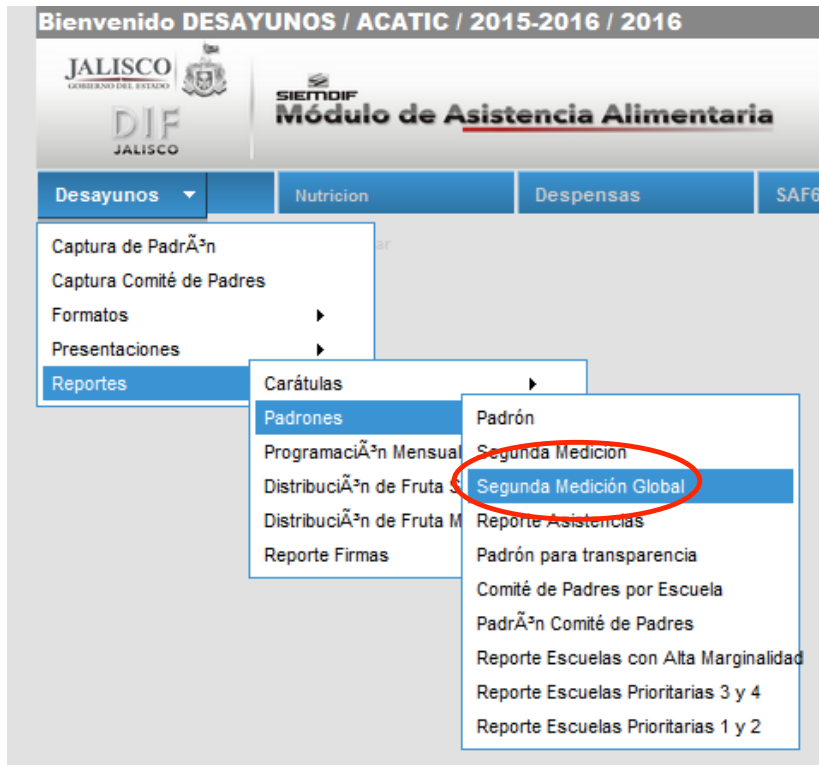 Bienvenido DESAYUNOS / ACATIC / 2015-2016 / 2016
JALISCO
GOBIERNO DEL ESTADO
DIF
JALISCO
SIEMDIF
Módulo de Asistencia Alimentaria
Desayunos Nutricion Despensas SAF6
Captura de PadrÃ³n
ar
Captura Comité de Padres
Formatos
Presentaciones
Reportes
Carátulas
Padrones
ProgramaciÃ³n Mensual
DistribuciÃ³n de Fruta S
DistribuciÃ³n de Fruta M
Reporte Firmas
Padrón
Segunda Medición
Segunda Medición Global
Reporte Asistencias
Padrón para transparencia
Comité de Padres por Escuela
PadrÃ³n Comité de Padres
Reporte Escuelas con Alta Marginalidad
Reporte Escuelas Prioritarias 3 y 4
Reporte Escuelas Prioritarias 1 y 2